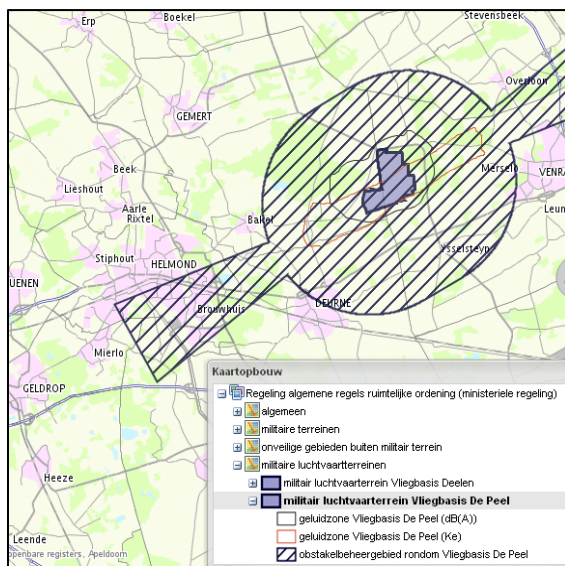 Erp
Boekel
Stevensbeek
Overloon
GEMERT
Beek
Merselo
VENRA
Lieshout
Aarle
Rixtel
Bakel
Leun
Stiphout
HELMOND
Ysselsteyn
UENEN
Brouwhuis
DEURNE
Mierlo
GELDROP
Heeze
Leende
openbare registers, Apeldoorn
Kaartopbouw
Regeling algemene regels ruimtelijke ordening (ministeriele regeling)
algemeen
militaire terreinen
onveilige gebieden buiten militair terrein
militaire luchtvaartterreinen
militair luchtvaarterrein Vliegbasis Deelen
militair luchtvaarterrein Vliegbasis De Peel
geluidzone Vliegbasis De Peel (dB(A))
geluidzone Vliegbasis De Peel (Ke)
obstakelbeheergebied rondom Vliegbasis De Peel